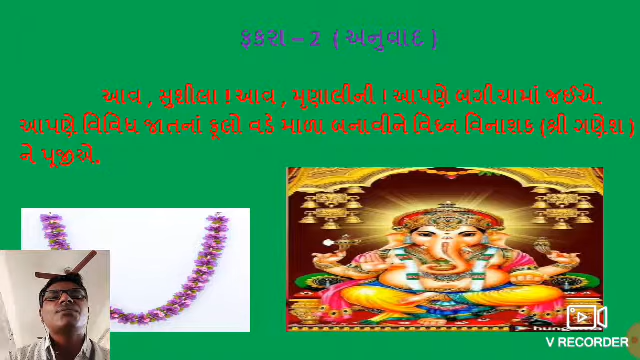 ફકરા – 2 ( અનુવાદ )
આવ , સુશીલા ! આવ , મૃણાલીની ! આપણે બગીચામાં જઈએ.
આપણે વિવિધ જાતનાં ફૂલો વડે માળા બનાવીને વિઘ્ન વિનાશક (શ્રી ગણેશ )
ને પૂજીએ.
V RECORDER